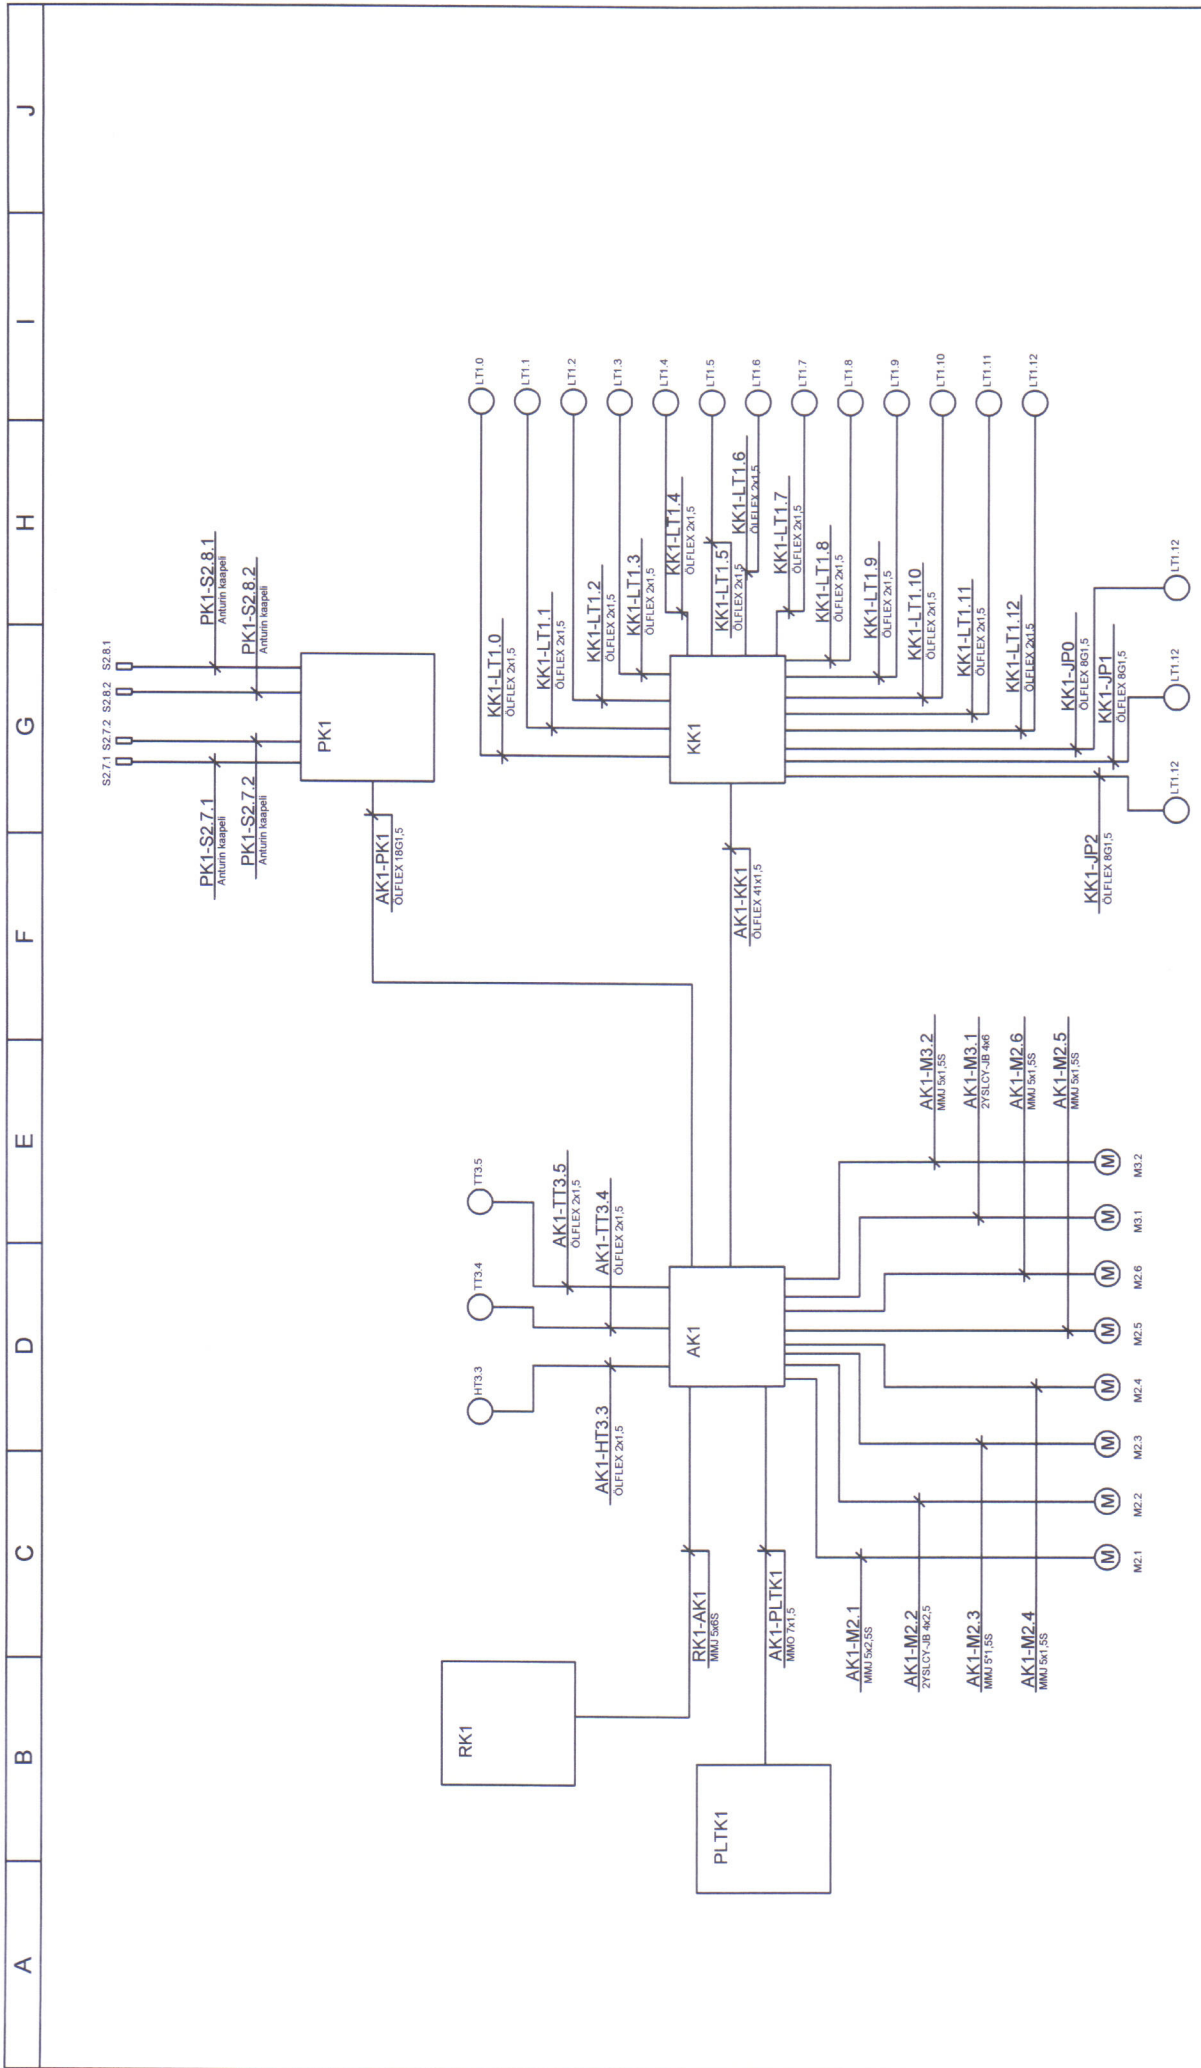 A
B
C
D
E
F
G
H
I
J
S2.7.1
S2.7.2
S2.8.2
S2.8.1
PK1-S2.7.1
Anturin kaapeli
PK1-S2.7.2
Anturin kaapeli
PK1-S2.8.1
Anturin kaapeli
PK1-S2.8.2
Anturin kaapeli
PK1
AK1-PK1
ÖLFLEX 18G1,5
RK1
PLTK1
RK1-AK1
MMJ 5x6S
AK1-PLTK1
MMO 7x1,5
HT3.3
TT3.4
TT3.5
AK1-HT3.3
ÖLFLEX 2x1,5
AK1-TT3.5
ÖLFLEX 2x1,5
AK1-TT3.4
ÖLFLEX 2x1,5
AK1
AK1-KK1
ÖLFLEX 41x1,5
KK1
AK1-M2.1
MMJ 5x2,5S
AK1-M2.2
2YSLCY-JB 4x2,5
AK1-M2.3
MMJ 5*1,5S
AK1-M2.4
MMJ 5x1,5S
AK1-M3.2
MMJ 5x1,5S
AK1-M3.1
2YSLCY-JB 4x6
AK1-M2.6
MMJ 5x1,5S
AK1-M2.5
MMJ 5x1,5S
M
M
M
M
M
M
M
M
M2.1
M2.2
M2.3
M2.4
M2.5
M2.6
M3.1
M3.2
KK1-LT1.0
ÖLFLEX 2x1,5
KK1-LT1.1
ÖLFLEX 2x1,5
KK1-LT1.2
ÖLFLEX 2x1,5
KK1-LT1.3
ÖLFLEX 2x1,5
KK1-LT1.4
ÖLFLEX 2x1,5
KK1-LT1.5
ÖLFLEX 2x1,5
KK1-LT1.6
ÖLFLEX 2x1,5
KK1-LT1.7
ÖLFLEX 2x1,5
KK1-LT1.8
ÖLFLEX 2x1,5
KK1-LT1.9
ÖLFLEX 2x1,5
KK1-LT1.10
ÖLFLEX 2x1,5
KK1-LT1.11
ÖLFLEX 2x1,5
KK1-LT1.12
ÖLFLEX 2x1,5
KK1-JP0
ÖLFLEX 8G1,5
KK1-JP1
ÖLFLEX 8G1,5
KK1-JP2
ÖLFLEX 8G1,5
LT1.0
LT1.1
LT1.2
LT1.3
LT1.4
LT1.5
LT1.6
LT1.7
LT1.8
LT1.9
LT1.10
LT1.11
LT1.12
LT1.12
LT1.12
LT1.12